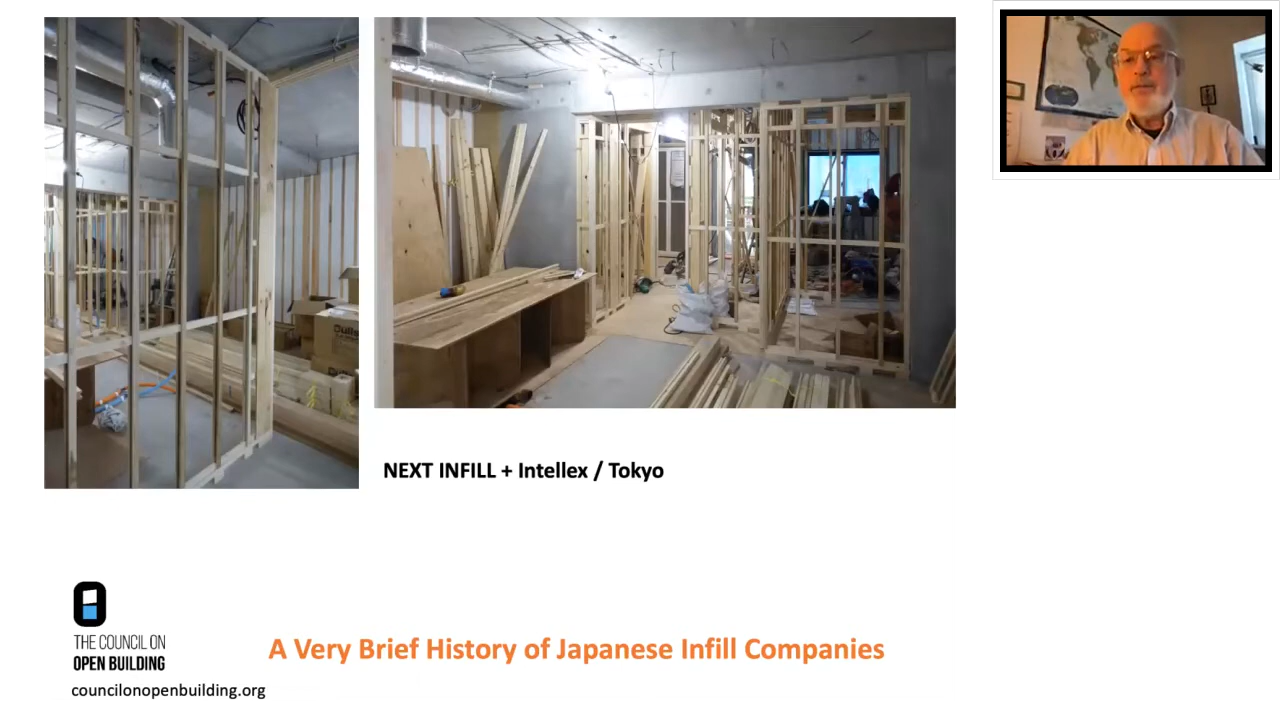 NEXT INFILL + Intellex / Tokyo
THE COUNCIL ON
OPEN BUILDING
councilonopenbuilding.org
A Very Brief History of Japanese Infill Companies